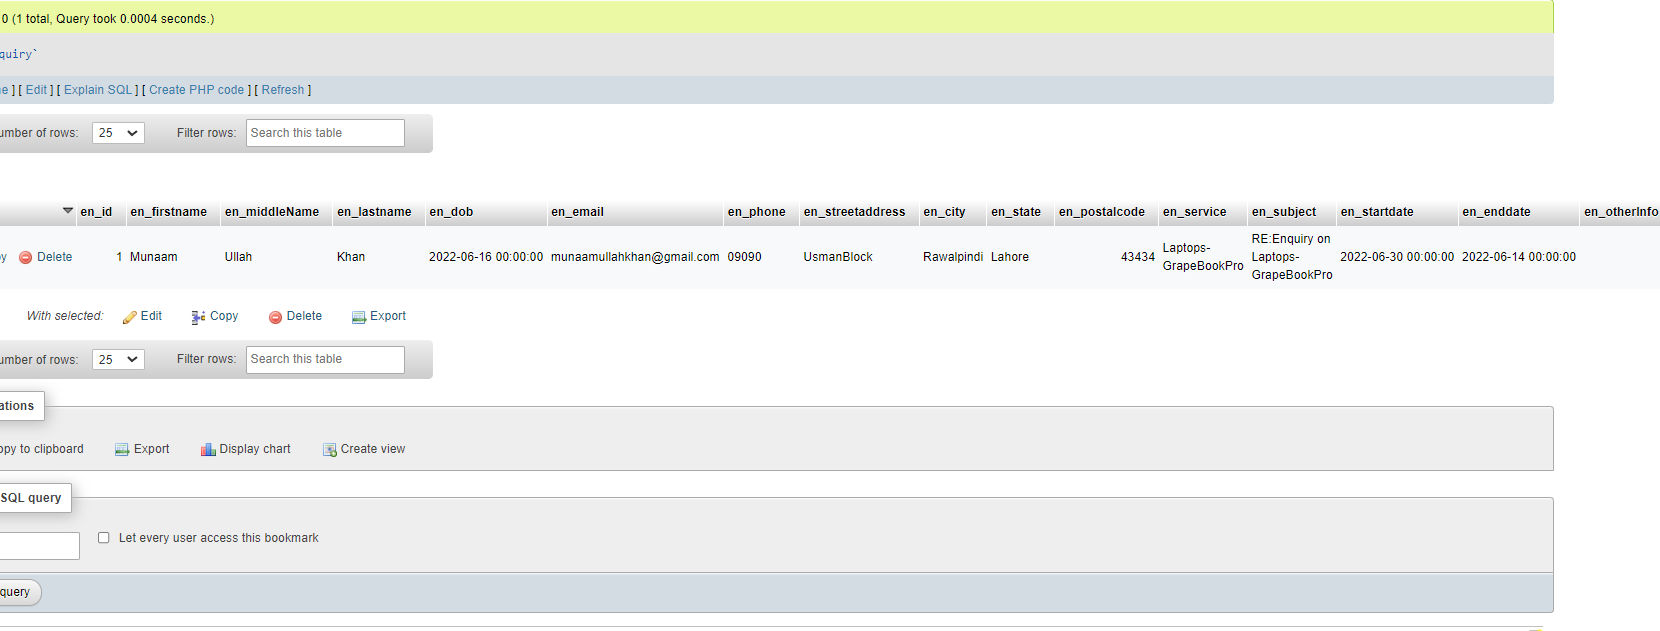 0 (1 total, Query took 0.0004 seconds.)
quiry`
e ] [ Edit ] [ Explain SQL ] [ Create PHP code ] [ Refresh ]
umber of rows: 25 Filter rows: Search this table
en_id en_firstname en_middleName en_lastname en_dob en_email en_phone en_streetaddress en_city en_state en_postalcode en_service en_subject en_startdate en_enddate en_otherInfo
y Delete 1 Munaam Ullah Khan 2022-06-16 00:00:00 munaamullahkhan@gmail.com 09090 UsmanBlock Rawalpindi Lahore 43434 Laptops-GrapeBookPro RE:Enquiry on Laptops-GrapeBookPro 2022-06-30 00:00:00 2022-06-14 00:00:00
With selected: Edit Copy Delete Export
umber of rows: 25 Filter rows: Search this table
ations
opy to clipboard Export Display chart Create view
SQL query
Let every user access this bookmark
query